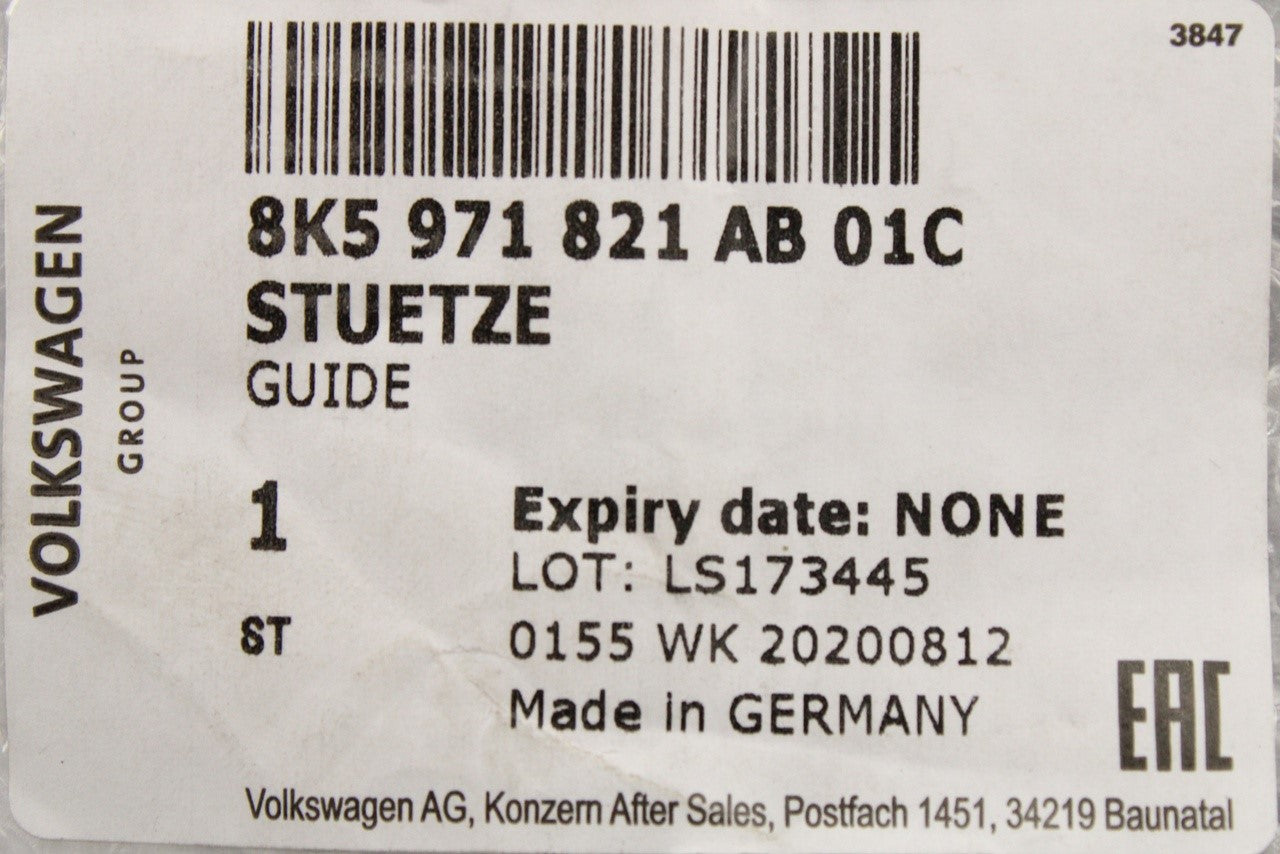 3847
8K5 971 821 AB 01C
STUETZE
GUIDE
VOLKSWAGEN
GROUP
1
ST
Expiry date: NONE
LOT: LS173445
0155 WK 20200812
Made in GERMANY
EAC
Volkswagen AG, Konzern After Sales, Postfach 1451, 34219 Baunatal